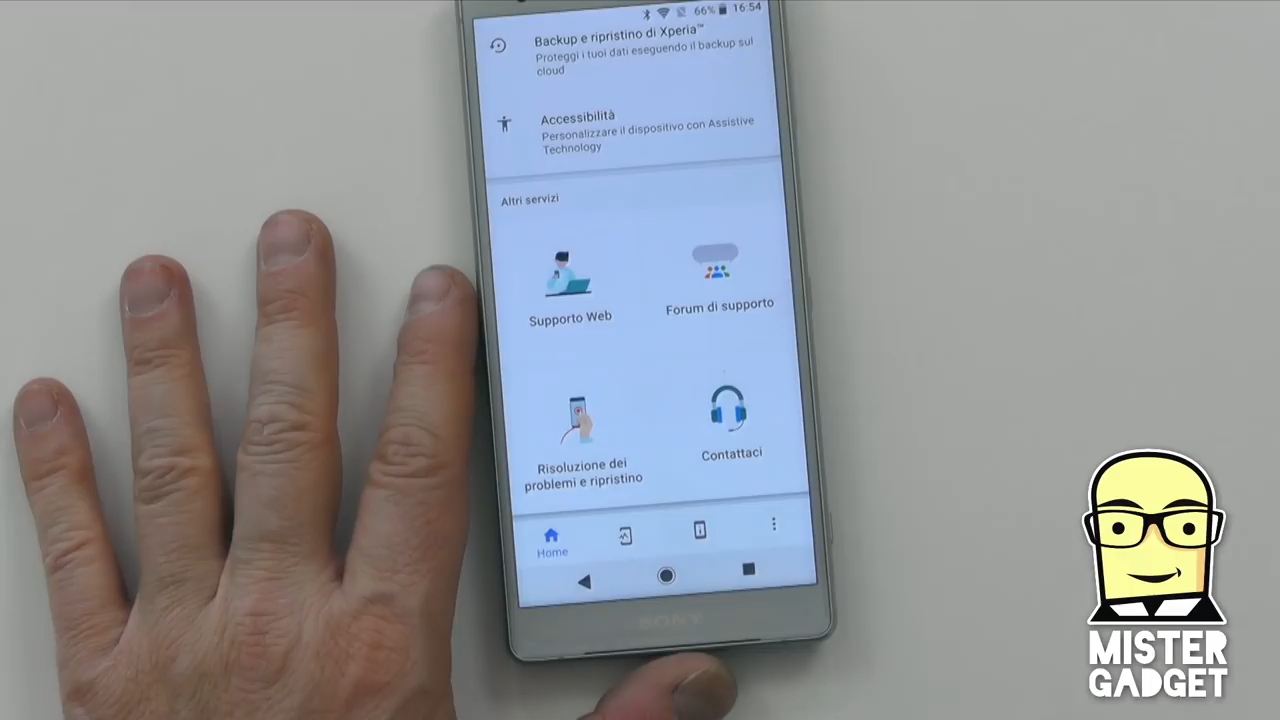 66% 16:54
Backup e ripristino di Xperia™
Proteggi i tuoi dati eseguendo il backup sul
cloud
Accessibilità
Personalizzare il dispositivo con Assistive
Technology
Altri servizi
Supporto Web
Forum di supporto
Risoluzione dei
problemi e ripristino
Contattaci
Home
SONY
MISTER
GADGET